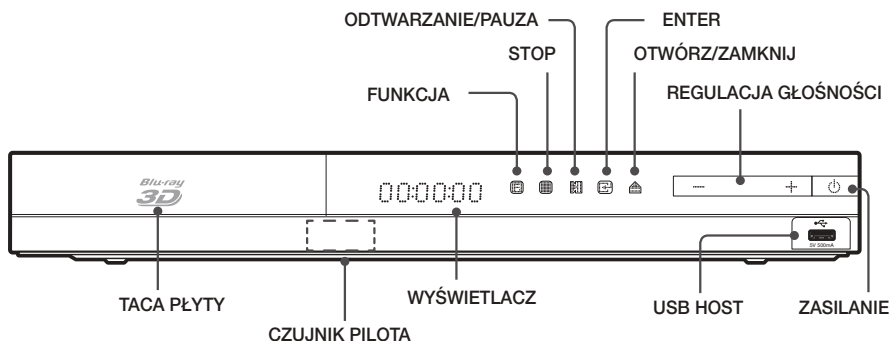 ODTWARZANIE/PAUZA
ENTER
STOP
OTWÓRZ/ZAMKNIJ
FUNKCJA
REGULACJA GŁOŚNOŚCI
Blu-ray
3D
00:00:00
5V 500mA
TACA PŁYTY
WYŚWIETLACZ
USB HOST
ZASILANIE
CZUJNIK PILOTA